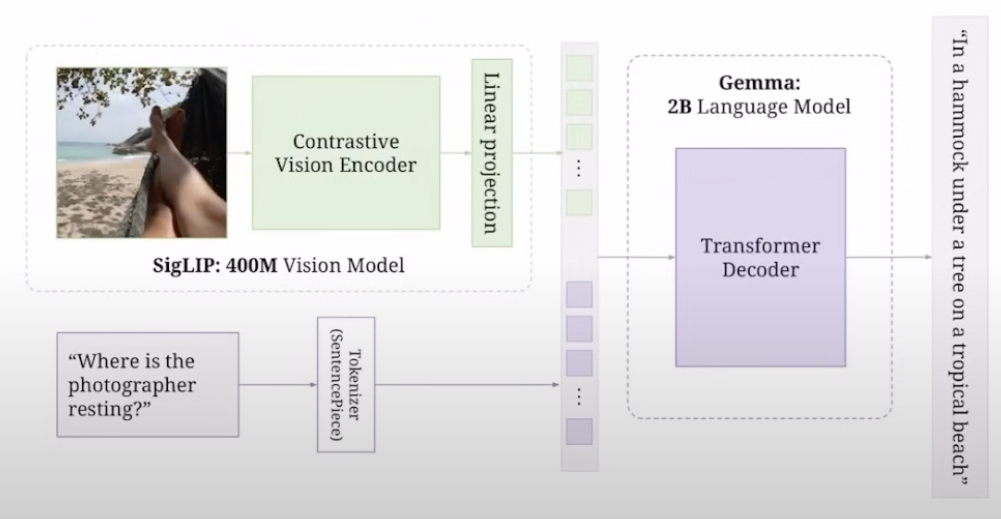 Contrastive
Vision Encoder
Linear projection
SigLIP: 400M Vision Model
“Where is the
photographer
resting?”
Tokenizer
(SentencePiece)
⋮
⋮
Gemma:
2B Language Model
Transformer
Decoder
“In a hammock under a tree on a tropical beach”